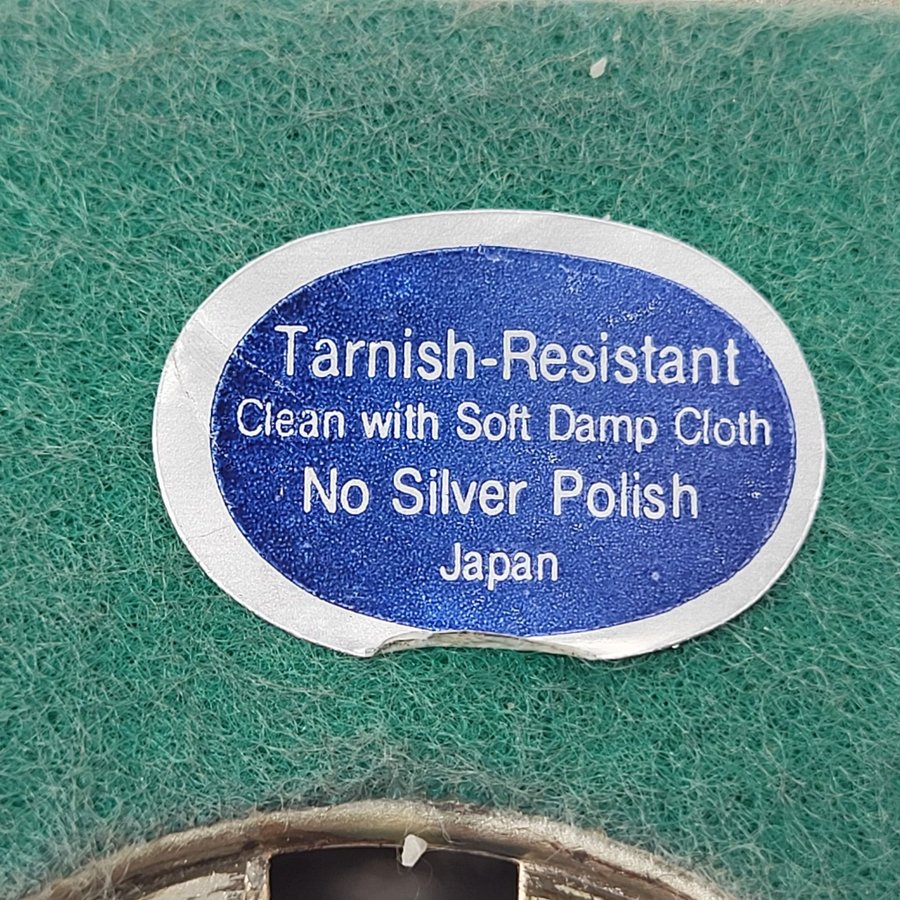 Tarnish-Resistant
Clean with Soft Damp Cloth
No Silver Polish
Japan